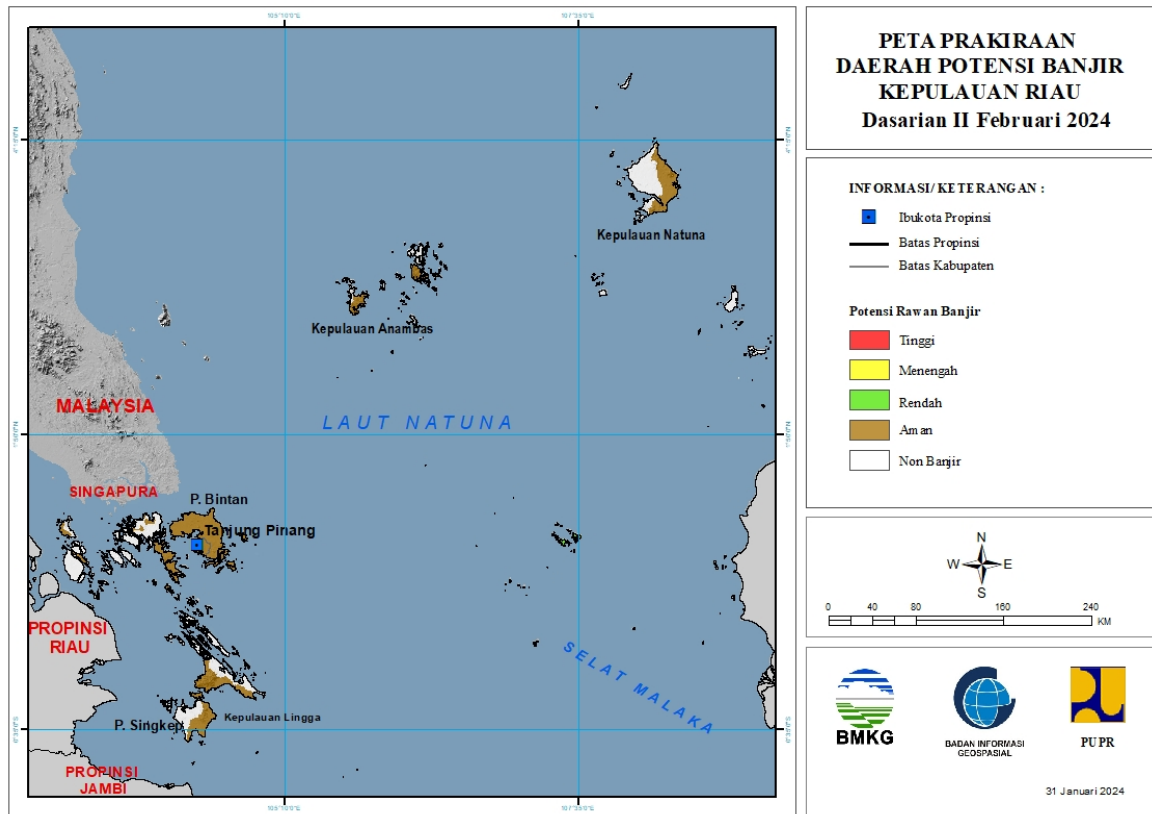 PETA PRAKIRAAN
DAERAH POTENSI BANJIR
KEPULAUAN RIAU
Dasarian II Februari 2024
INFORMASI/ KETERANGAN :
Ibukota Propinsi
Batas Propinsi
Batas Kabupaten
Potensi Rawan Banjir
Tinggi
Menengah
Rendah
Aman
Non Banjir
N
W E
S
0 40 80 160 240
KM
BMKG
BADAN INFORMASI
GEOSPASIAL
PUPR
31 Januari 2024
Kepulauan Natuna
Kepulauan Anambas
MALAYSIA
LAUT NATUNA
SINGAPURA
P. Bintan
Tanjung Pinang
PROPINSI
RIAU
SELAT MALAKA
P. Singkep
Kepulauan Lingga
PROPINSI
JAMBI